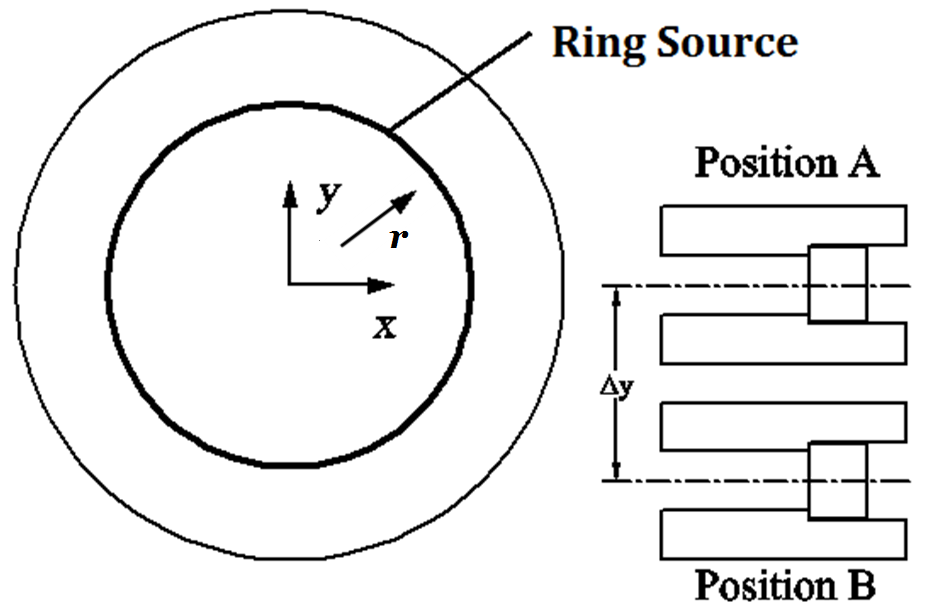 Ring Source
Position A
y
r
x
Δy
Position B